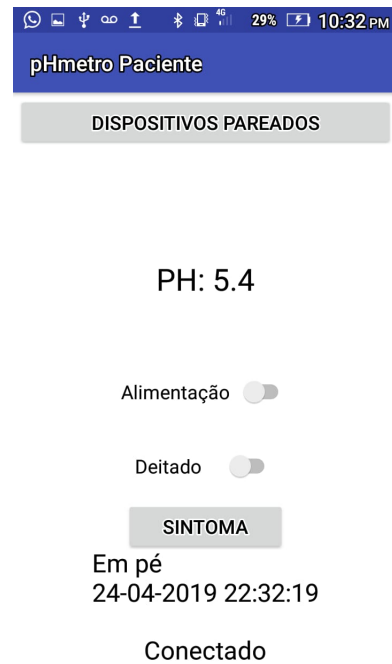 4G
29% 10:32 PM
pHmetro Paciente
DISPOSITIVOS PAREADOS
PH: 5.4
Alimentação
Deitado
SINTOMA
Em pé
24-04-2019 22:32:19
Conectado